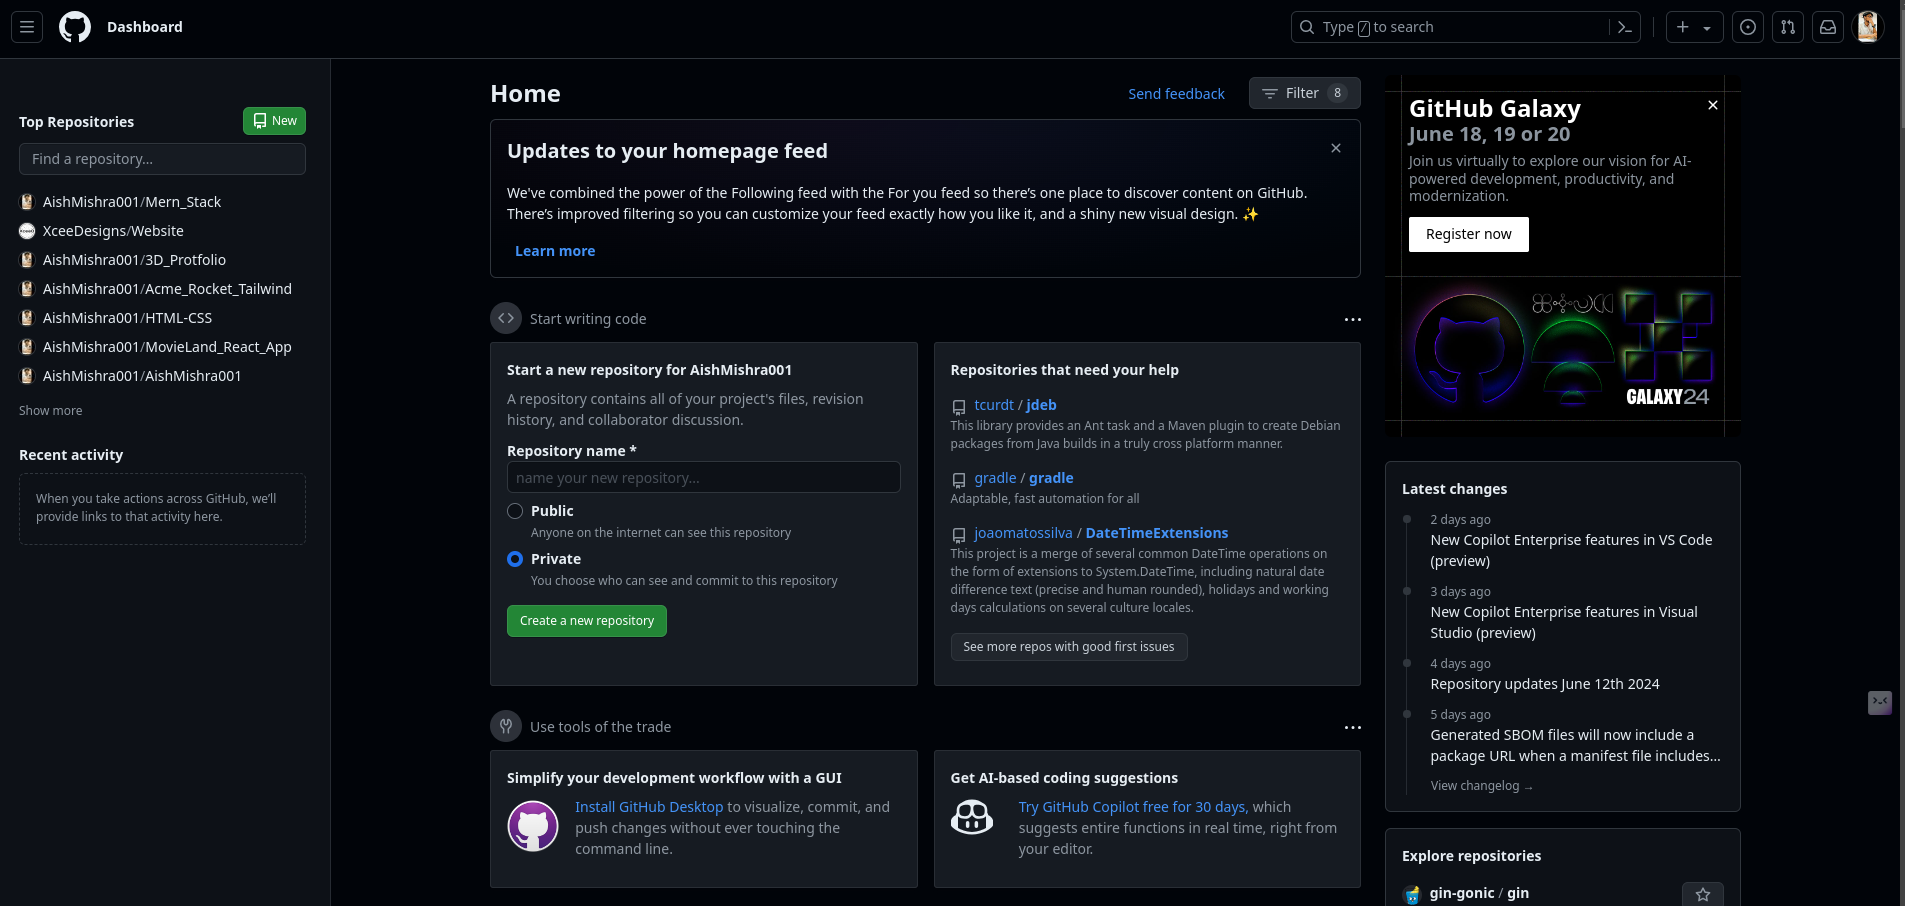 Dashboard
Type / to search
Top Repositories
New
Find a repository...
AishMishra001/Mern_Stack
XceeDesigns/Website
AishMishra001/3D_Protfolio
AishMishra001/Acme_Rocket_Tailwind
AishMishra001/HTML-CSS
AishMishra001/MovieLand_React_App
AishMishra001/AishMishra001
Show more
Recent activity
When you take actions across GitHub, we'll
provide links to that activity here.
Home
Send feedback
Filter 8
Updates to your homepage feed
We've combined the power of the Following feed with the For you feed so there's one place to discover content on GitHub.
There's improved filtering so you can customize your feed exactly how you like it, and a shiny new visual design. ✨
Learn more
Start writing code
Start a new repository for AishMishra001
A repository contains all of your project's files, revision
history, and collaborator discussion.
Repository name *
name your new repository...
Public
Anyone on the internet can see this repository
Private
You choose who can see and commit to this repository
Create a new repository
Repositories that need your help
tcurdt / jdeb
This library provides an Ant task and a Maven plugin to create Debian
packages from Java builds in a truly cross platform manner.
gradle / gradle
Adaptable, fast automation for all
joaomatossilva / DateTimeExtensions
This project is a merge of several common DateTime operations on
the form of extensions to System.DateTime, including natural date
difference text (precise and human rounded), holidays and working
days calculations on several culture locales.
See more repos with good first issues
Use tools of the trade
Simplify your development workflow with a GUI
Install GitHub Desktop to visualize, commit, and
push changes without ever touching the
command line.
Get AI-based coding suggestions
Try GitHub Copilot free for 30 days, which
suggests entire functions in real time, right from
your editor.
GitHub Galaxy
June 18, 19 or 20
Join us virtually to explore our vision for AI-
powered development, productivity, and
modernization.
Register now
GALAXY24
Latest changes
2 days ago
New Copilot Enterprise features in VS Code
(preview)
3 days ago
New Copilot Enterprise features in Visual
Studio (preview)
4 days ago
Repository updates June 12th 2024
5 days ago
Generated SBOM files will now include a
package URL when a manifest file includes...
View changelog →
Explore repositories
gin-gonic / gin